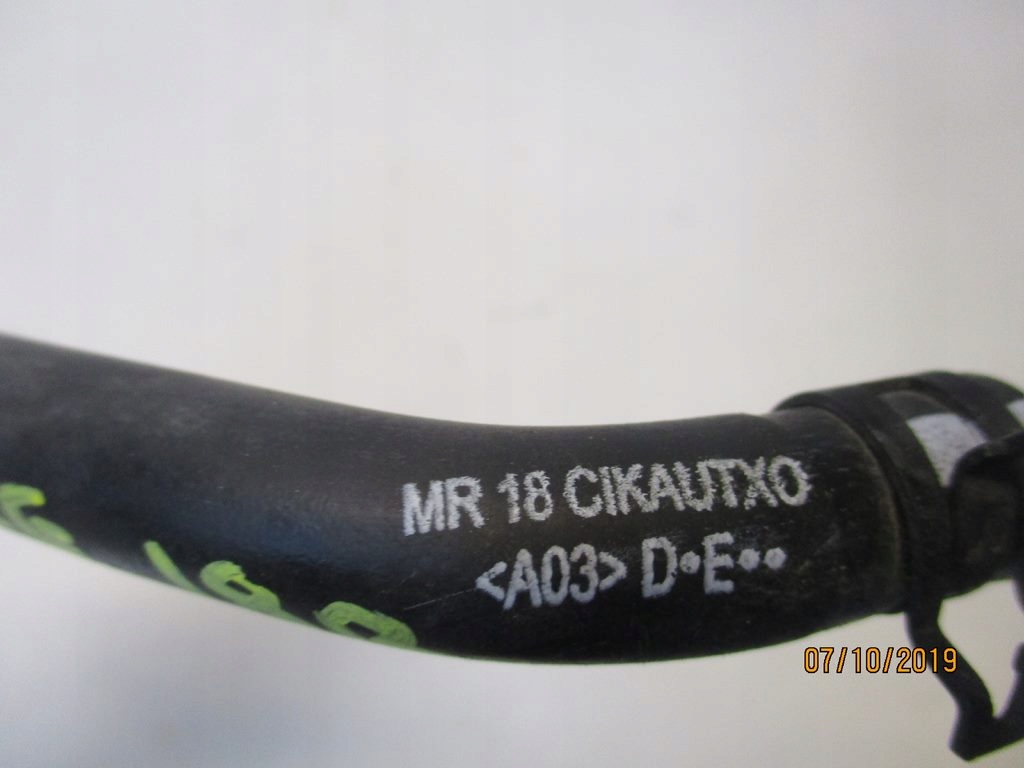 MR 18 CIKAUTXO
<A03> D•E••
07/10/2019